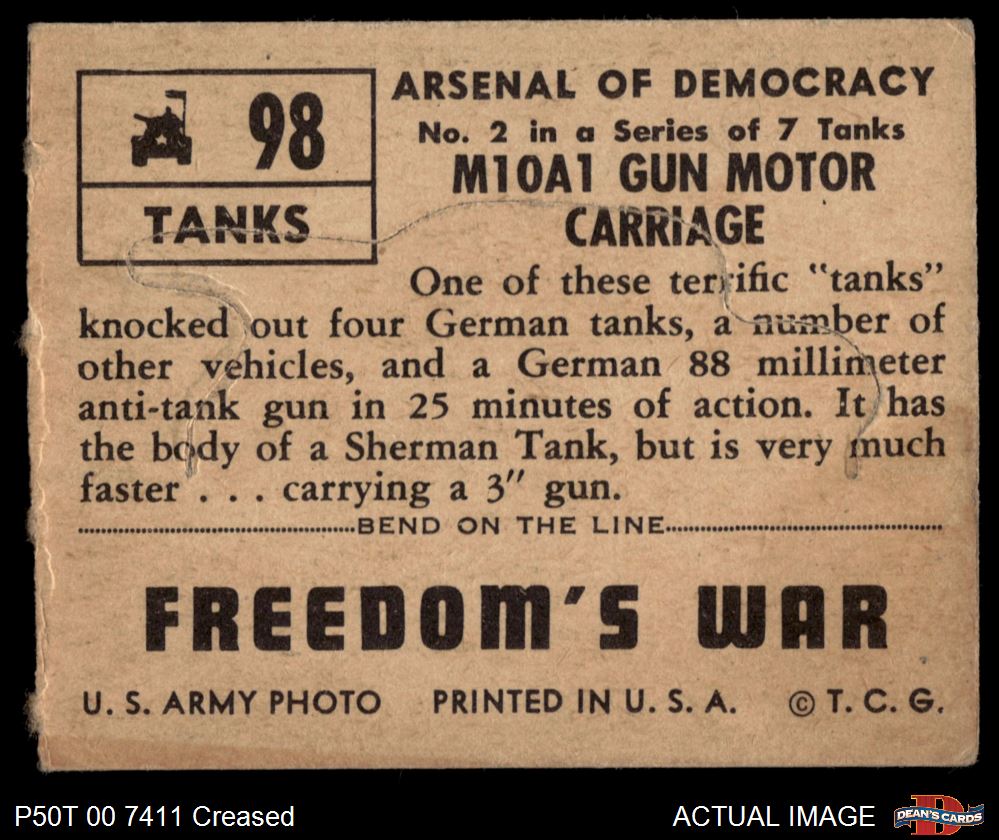 98
TANKS
ARSENAL OF DEMOCRACY
No. 2 in a Series of 7 Tanks
M10A1 GUN MOTOR
CARRIAGE
One of these terrific "tanks"
knocked out four German tanks, a number of
other vehicles, and a German 88 millimeter
anti-tank gun in 25 minutes of action. It has
the body of a Sherman Tank, but is very much
faster . . . carrying a 3″ gun.
BEND ON THE LINE
FREEDOM'S WAR
U. S. ARMY PHOTO PRINTED IN U. S. A. © T. C. G.
P50T 00 7411 Creased ACTUAL IMAGE DEAN'S CARDS